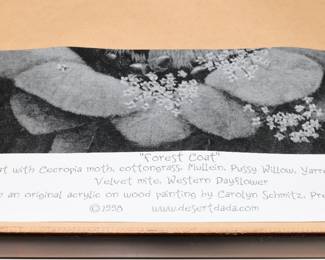 "Forest Coat"
at with Cecropia moth, cottongrass, Mullein, Pussy Willow, Yarr
Velvet mite, Western Dayflower
an original acrylic on wood painting by Carolyn Schmitz, Pre
©1998 www.desertdada.com